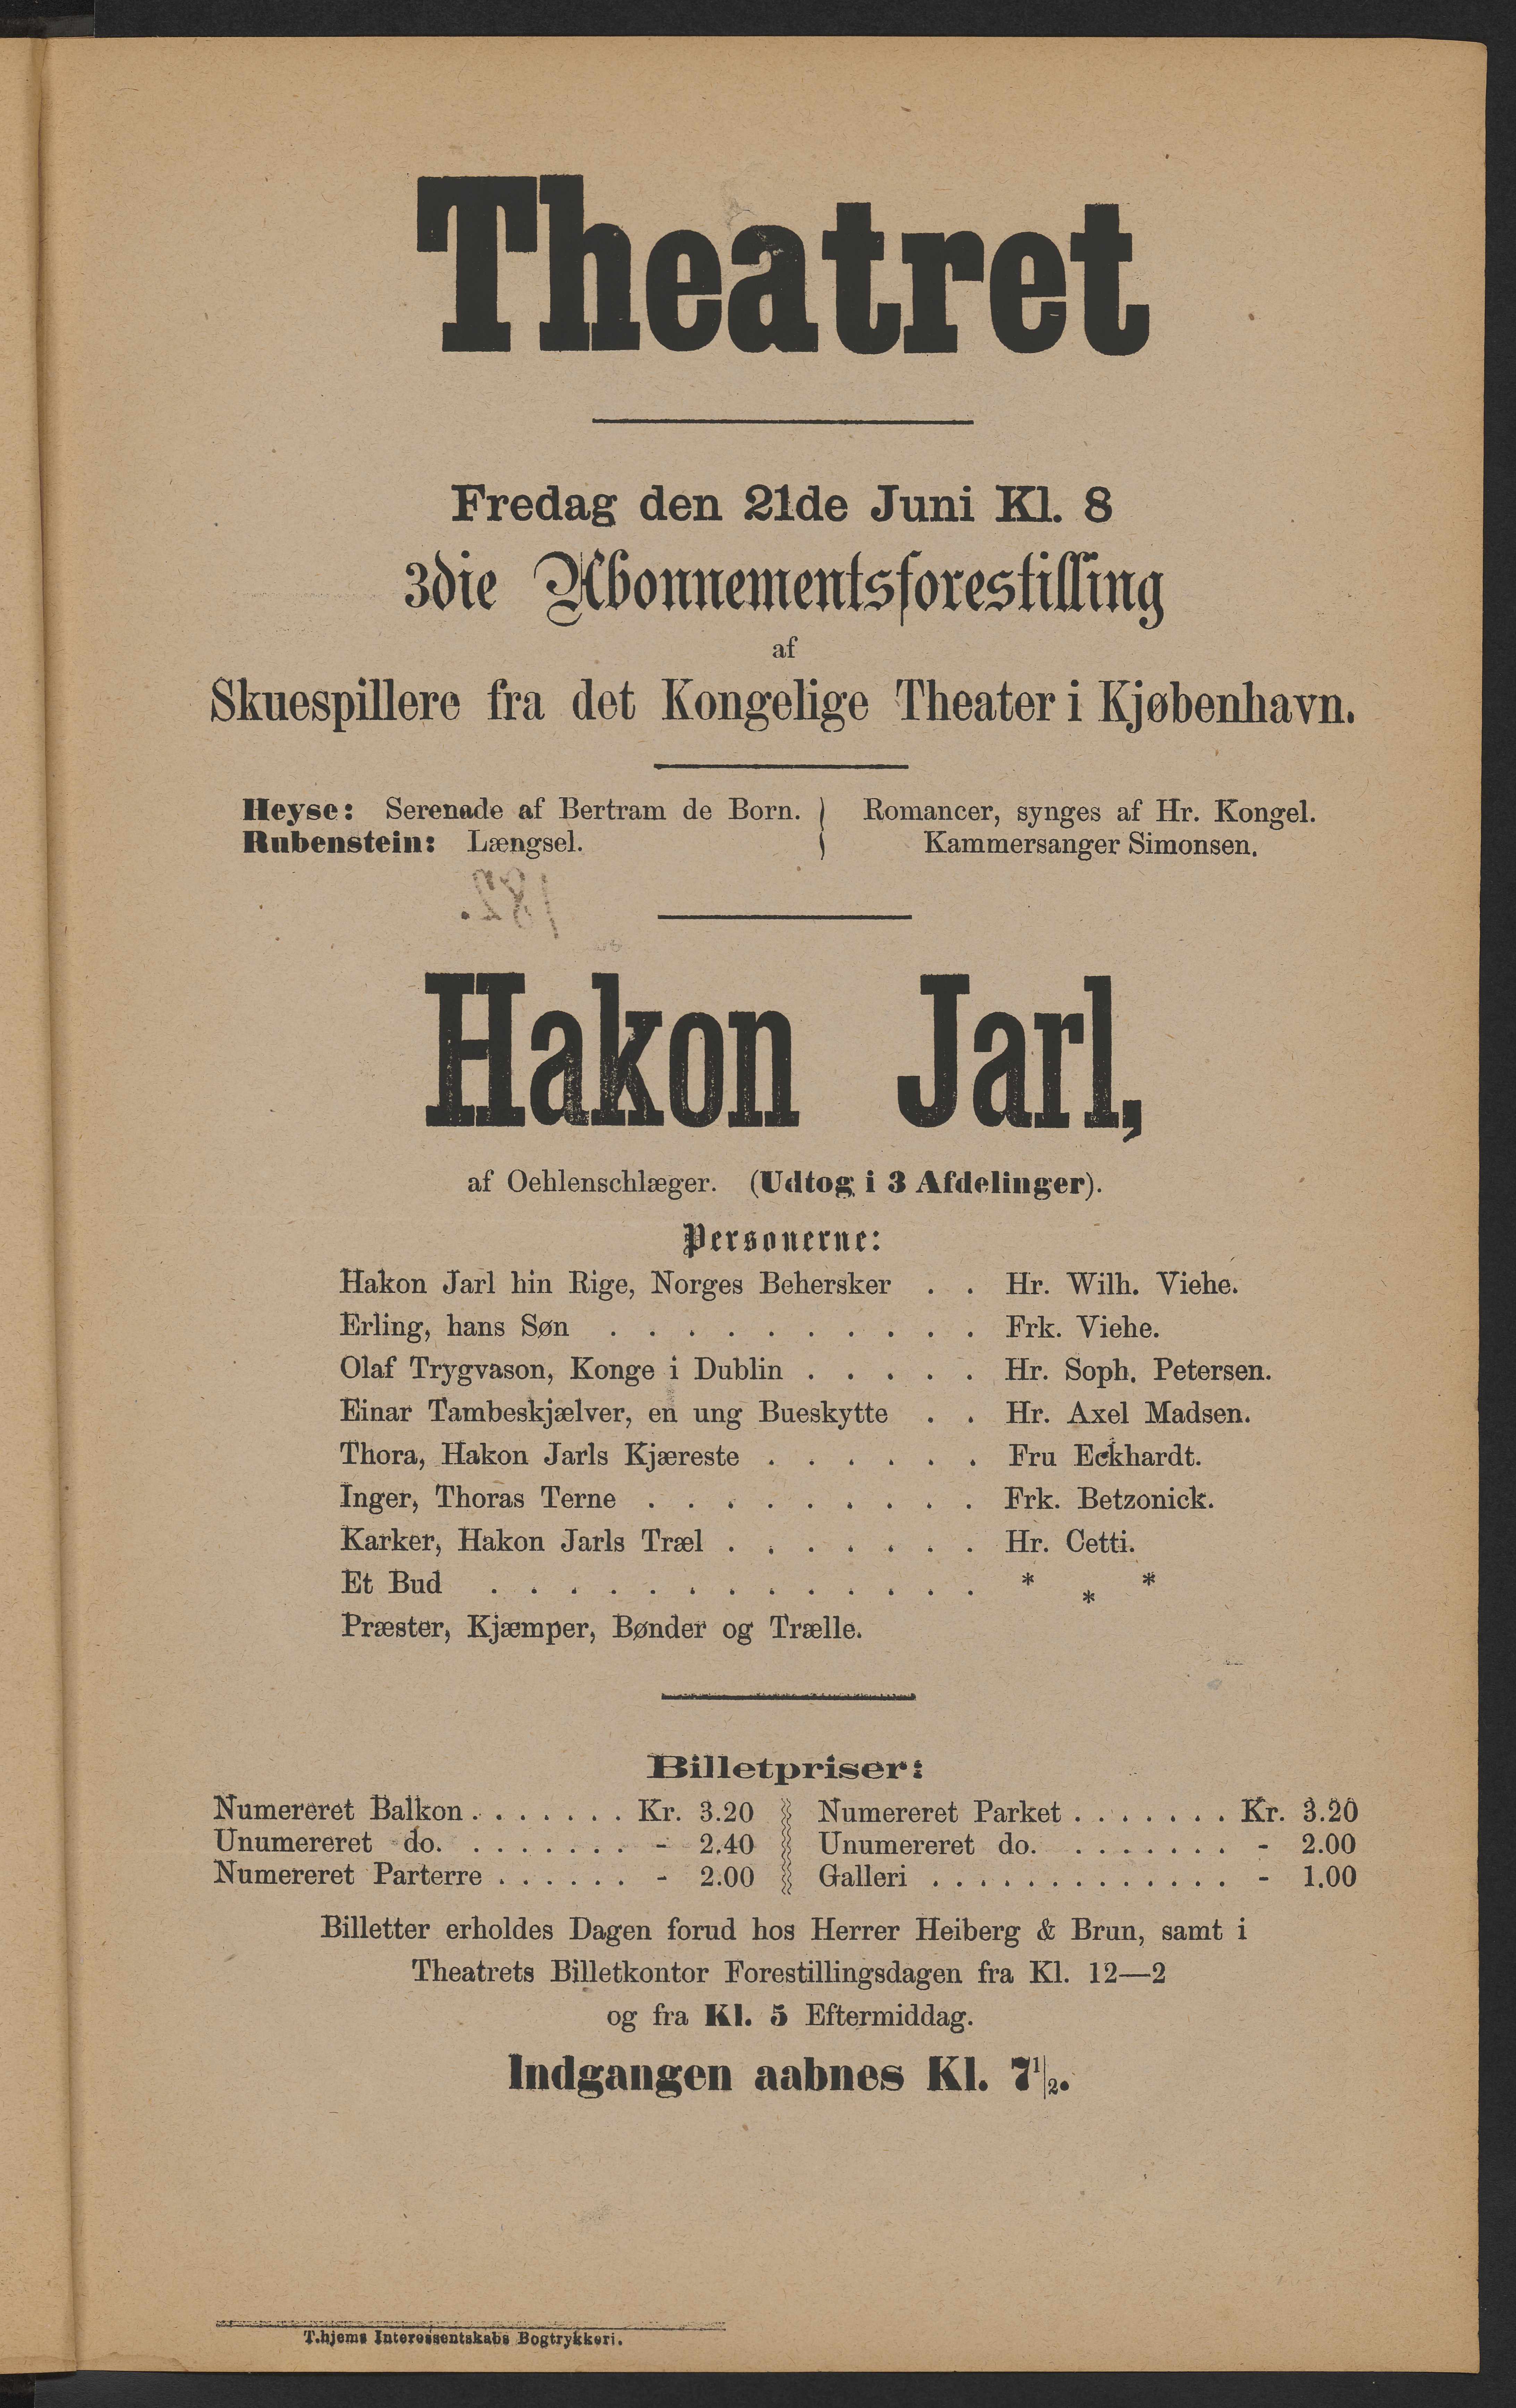 Theatret
Fredag den 21de Juni Kl. 8
3die Abonnementsforestilling
af
Skuespillere fra det Kongelige Theater i Kjøbenhavn.
Heyse: Serenade af Bertram de Born. } Romancer, synges af Hr. Kongel.
Rubenstein: Længsel. } Kammersanger Simonsen.
182.
Hakon Jarl,
af Oehlenschlæger. (Udtog i 3 Afdelinger).
Personerne:
Hakon Jarl hin Rige, Norges Behersker . . Hr. Wilh. Viehe.
Erling, hans Søn . . . . . . . . . . Frk. Viehe.
Olaf Trygvason, Konge i Dublin . . . . . Hr. Soph. Petersen.
Einar Tambeskjælver, en ung Bueskytte . . Hr. Axel Madsen.
Thora, Hakon Jarls Kjæreste . . . . . . Fru Eckhardt.
Inger, Thoras Terne . . . . . . . . . Frk. Betzonick.
Karker, Hakon Jarls Træl . . . . . . . Hr. Cetti.
Et Bud . . . . . . . . . . . . . * * *
Præster, Kjæmper, Bønder og Trælle.
Billetpriser:
Numereret Balkon . . . . . . . Kr. 3.20 Numereret Parket . . . . . . . Kr. 3.20
Unumereret do. . . . . . . . - 2.40 Unumereret do. . . . . . . . - 2.00
Numereret Parterre . . . . . . - 2.00 Galleri . . . . . . . . . . . . . - 1.00
Billetter erholdes Dagen forud hos Herrer Heiberg & Brun, samt i
Theatrets Billetkontor Forestillingsdagen fra Kl. 12—2
og fra Kl. 5 Eftermiddag.
Indgangen aabnes Kl. 7 1/2.
T.hjems Interessentskabs Bogtrykkeri.